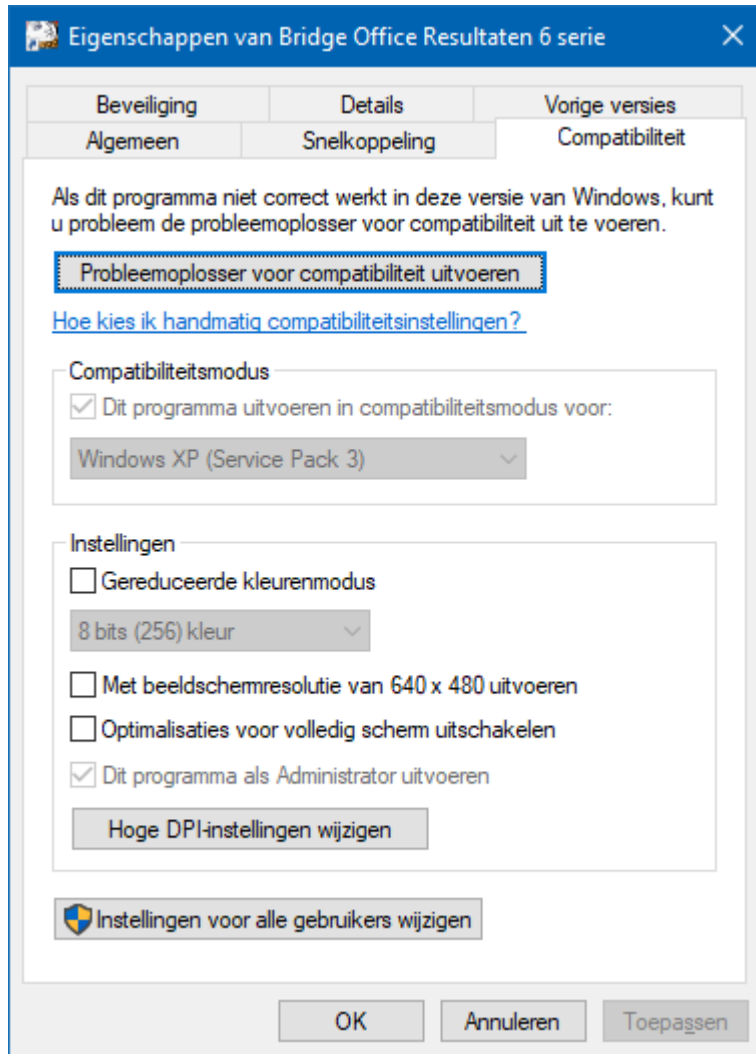 Eigenschappen van Bridge Office Resultaten 6 serie
Beveiliging Details Vorige versies
Algemeen Snelkoppeling Compatibiliteit
Als dit programma niet correct werkt in deze versie van Windows, kunt
u probleem de probleemoplosser voor compatibiliteit uit te voeren.
Probleemoplosser voor compatibiliteit uitvoeren
Hoe kies ik handmatig compatibiliteitsinstellingen?
Compatibiliteitsmodus
Dit programma uitvoeren in compatibiliteitsmodus voor:
Windows XP (Service Pack 3)
Instellingen
Gereduceerde kleurenmodus
8 bits (256) kleur
Met beeldschermresolutie van 640 x 480 uitvoeren
Optimalisaties voor volledig scherm uitschakelen
Dit programma als Administrator uitvoeren
Hoge DPI-instellingen wijzigen
Instellingen voor alle gebruikers wijzigen
OK Annuleren Toepassen